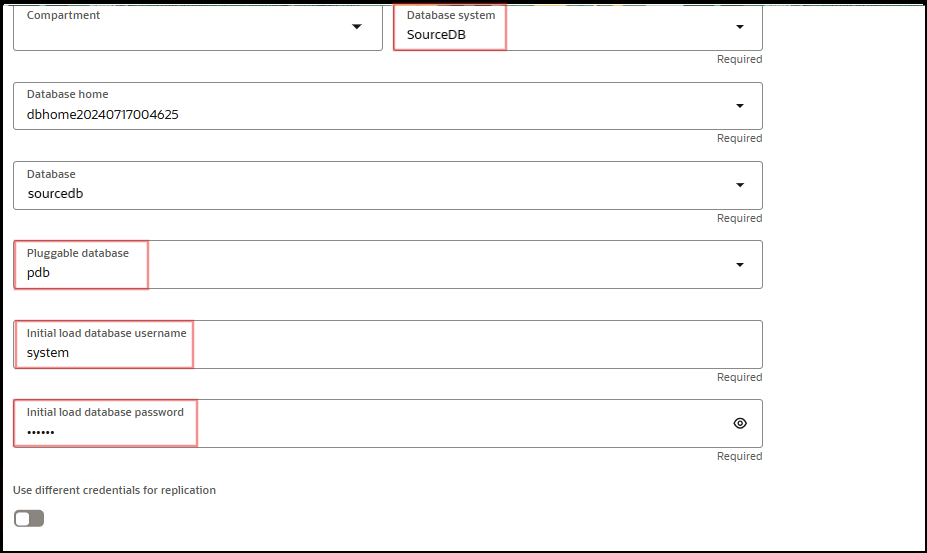 Compartment
Database system
SourceDB
Required
Database home
dbhome20240717004625
Required
Database
sourcedb
Required
Pluggable database
pdb
Initial load database username
system
Required
Initial load database password
••••••
Required
Use different credentials for replication